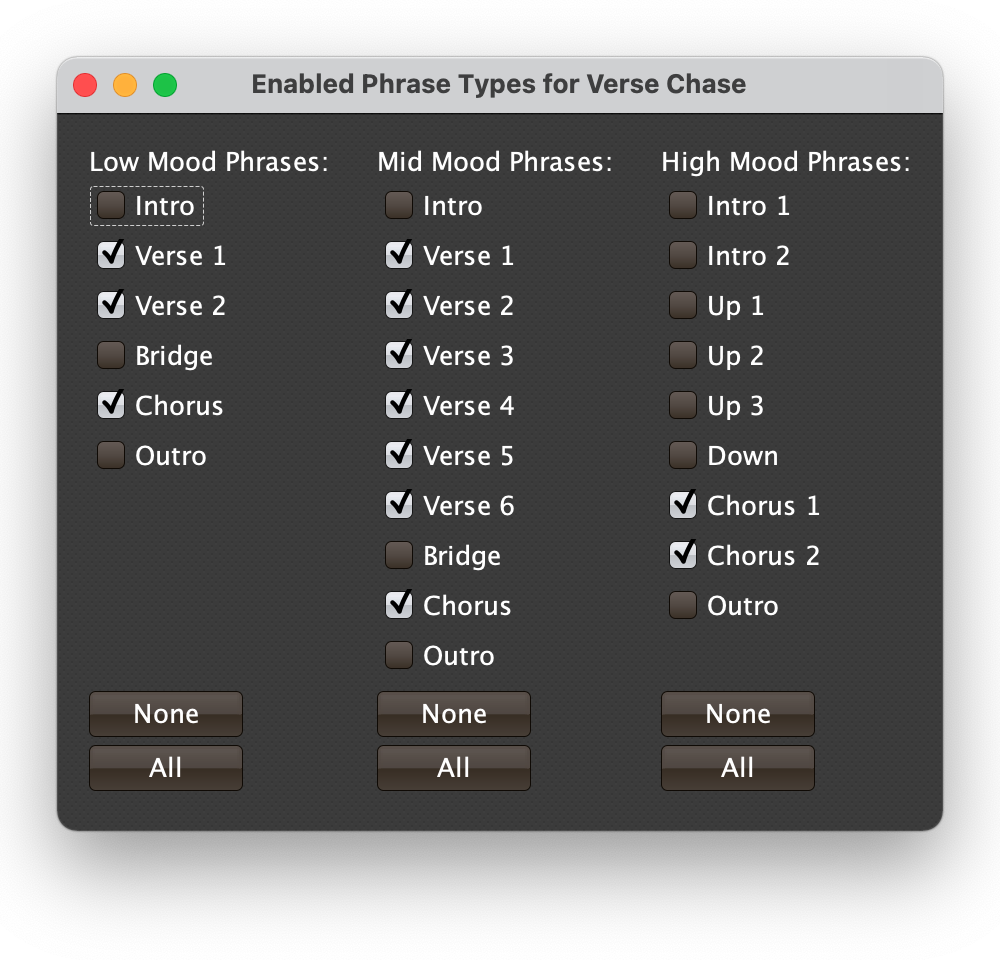 Enabled Phrase Types for Verse Chase
Low Mood Phrases:
Intro
Verse 1
Verse 2
Bridge
Chorus
Outro
None
All
Mid Mood Phrases:
Intro
Verse 1
Verse 2
Verse 3
Verse 4
Verse 5
Verse 6
Bridge
Chorus
Outro
None
All
High Mood Phrases:
Intro 1
Intro 2
Up 1
Up 2
Up 3
Down
Chorus 1
Chorus 2
Outro
None
All